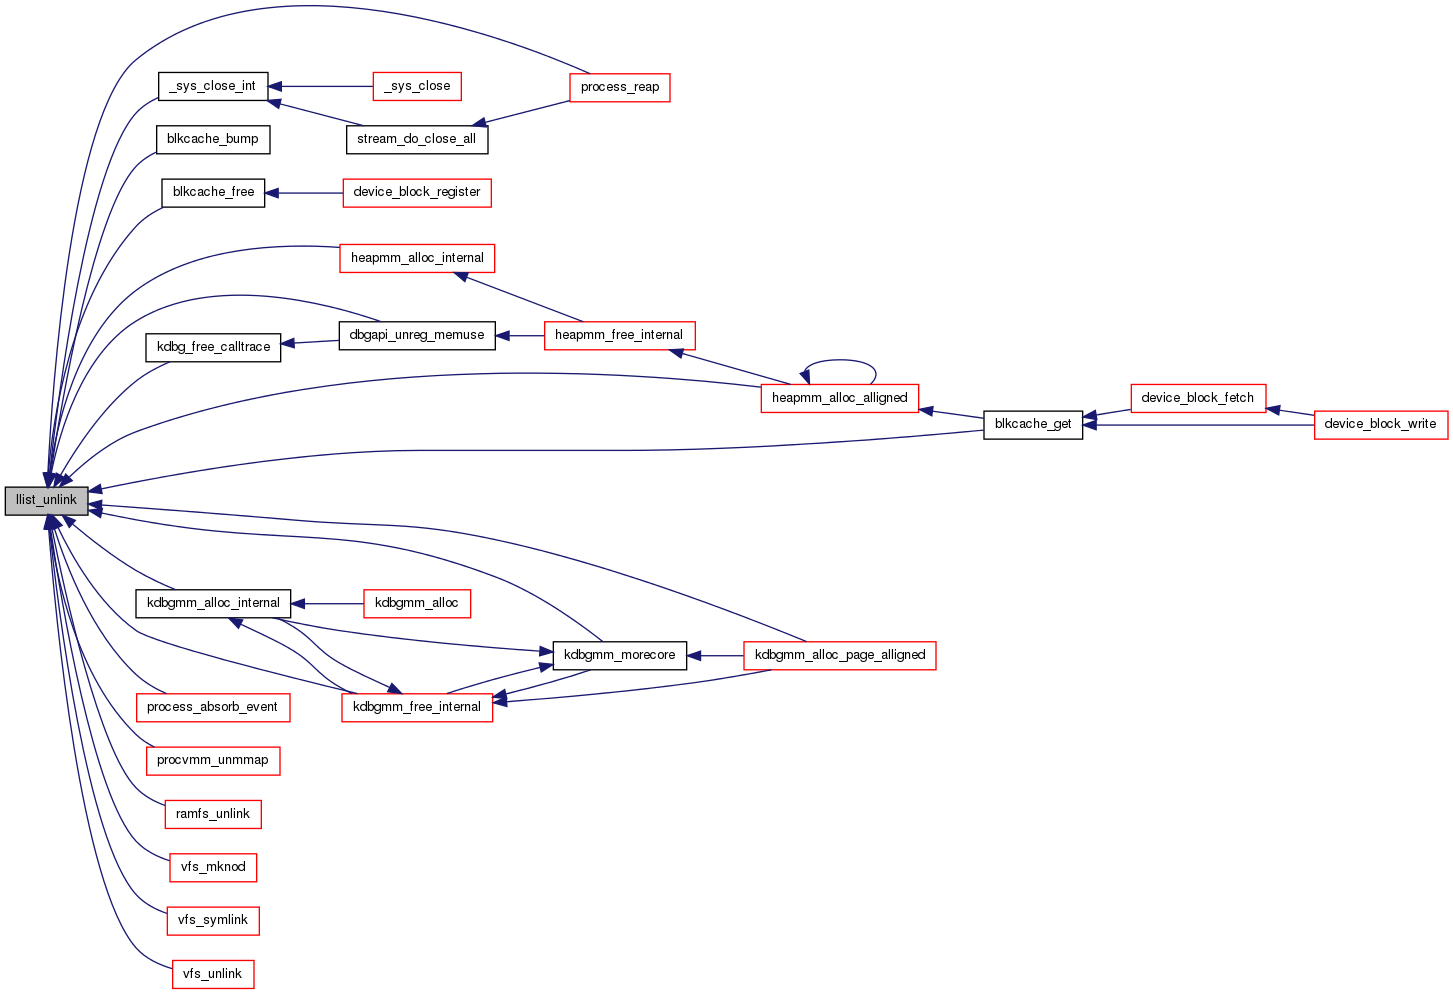 process_reap
_sys_close_int
_sys_close
blkcache_bump
stream_do_close_all
blkcache_free
device_block_register
heapmm_alloc_internal
kdbg_free_calltrace
dbgapi_unreg_memuse
heapmm_free_internal
heapmm_alloc_alligned
device_block_fetch
blkcache_get
device_block_write
llist_unlink
kdbgmm_alloc_internal
kdbgmm_alloc
kdbgmm_morecore
kdbgmm_alloc_page_alligned
process_absorb_event
kdbgmm_free_internal
procvmm_unmmap
ramfs_unlink
vfs_mknod
vfs_symlink
vfs_unlink